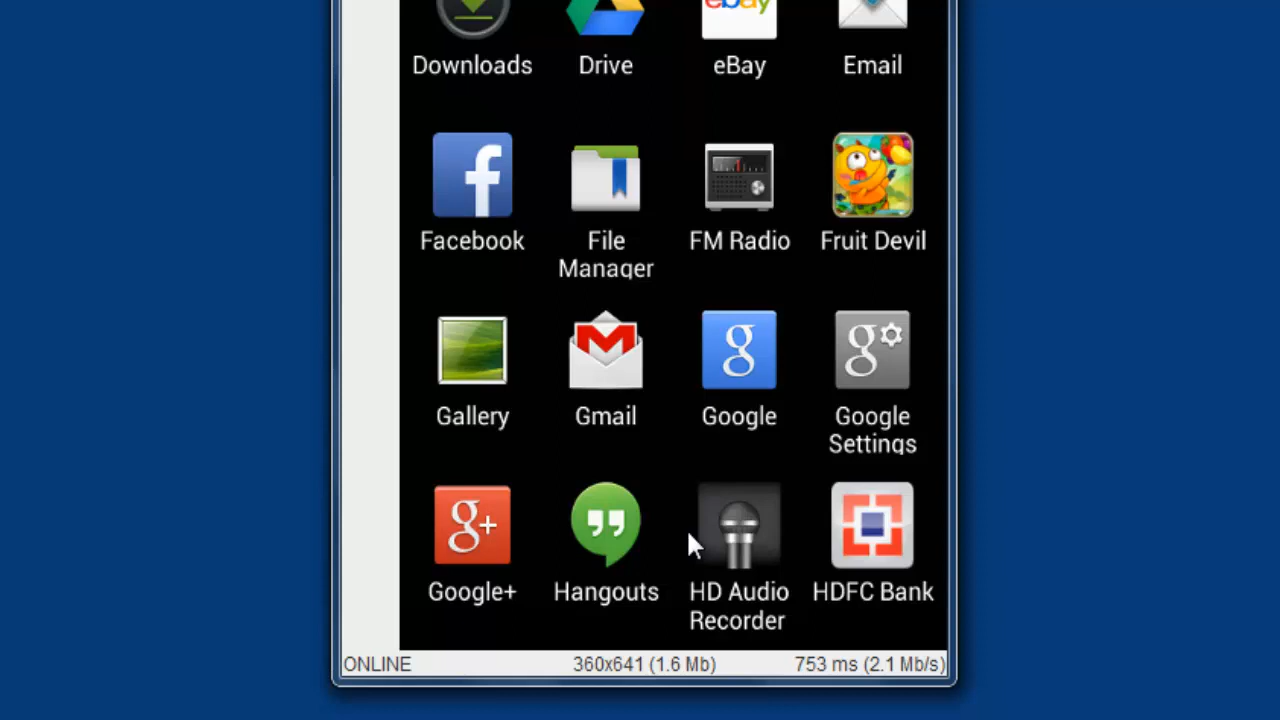 ebay
Downloads Drive eBay Email
Facebook File Manager FM Radio Fruit Devil
Gallery Gmail Google Google Settings
Google+ Hangouts HD Audio Recorder HDFC Bank
ONLINE 360x641 (1.6 Mb) 753 ms (2.1 Mb/s)